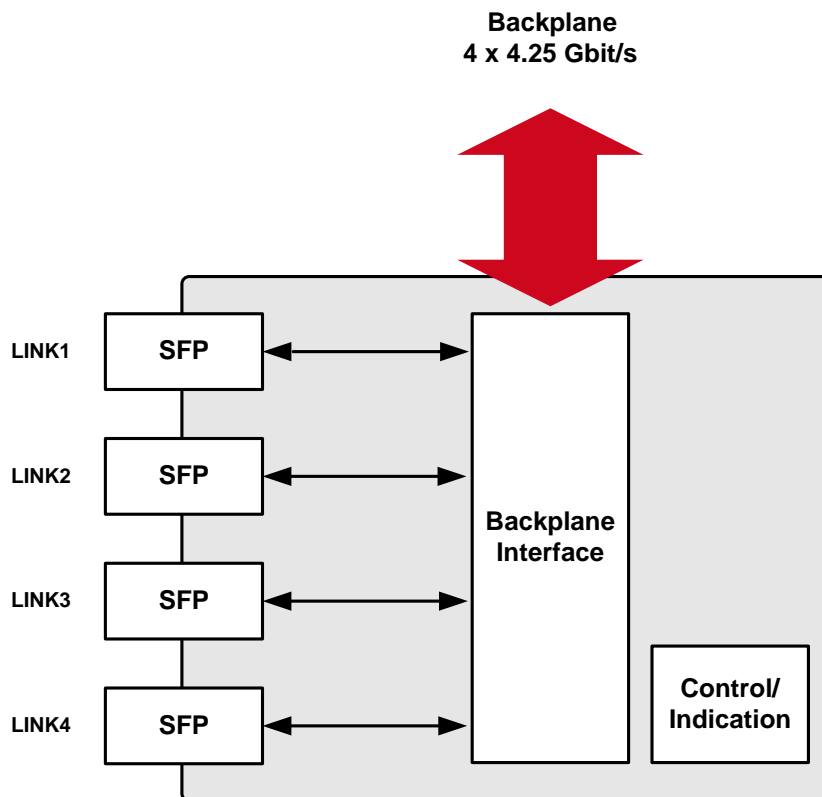 Backplane
4 x 4.25 Gbit/s
LINK1
SFP
LINK2
SFP
Backplane
Interface
LINK3
SFP
Control/
Indication
LINK4
SFP